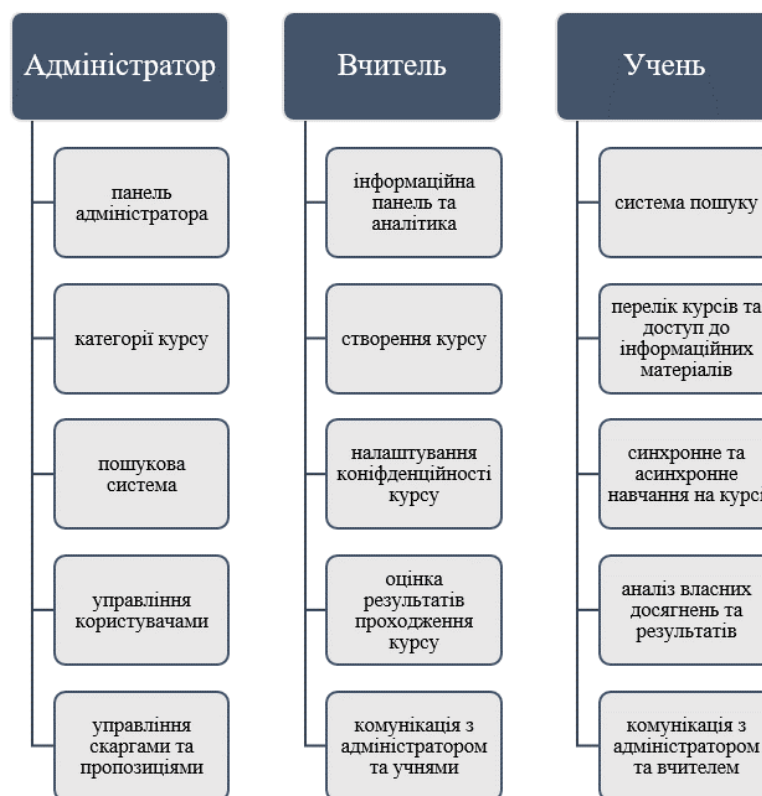 Адміністратор
панель
адміністратора
категорії курсу
пошукова
система
управління
користувачами
управління
скаргами та
пропозиціями
Вчитель
інформаційна
панель та
аналітика
створення курсу
налаштування
коніфденційності
курсу
оцінка
результатів
проходження
курсу
комунікація з
адміністратором
та учнями
Учень
система пошуку
перелік курсів та
доступ до
інформаційних
матеріалів
синхронне та
асинхронне
навчання на курсі
аналіз власних
досягнень та
результатів
комунікація з
адміністратором
та вчителем